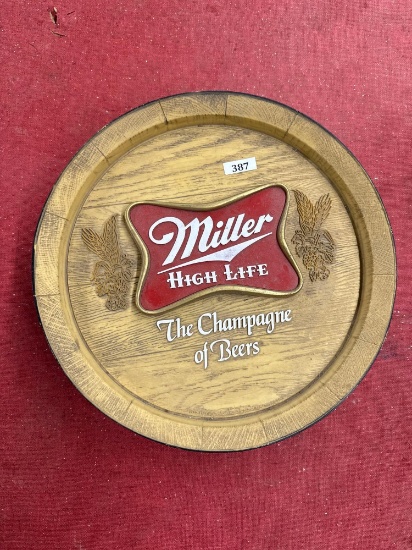 387
Miller
HIGH LIFE
The Champagne
of Beers